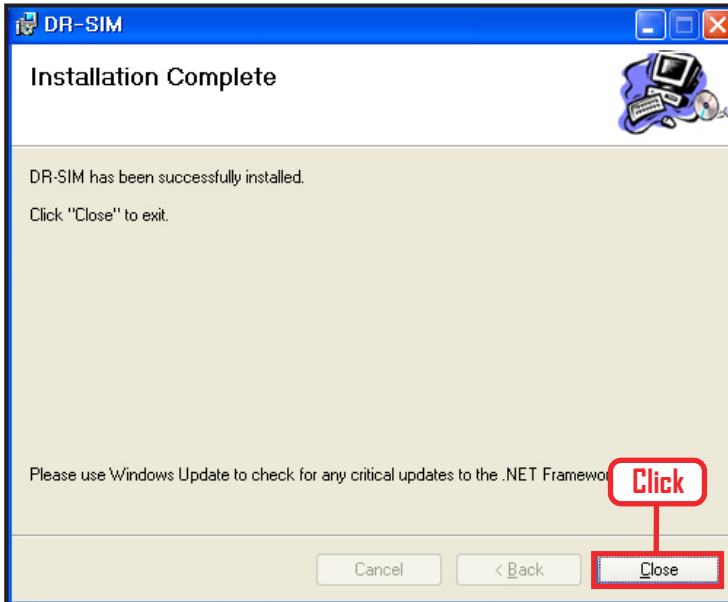 DR-SIM
Installation Complete
DR-SIM has been successfully installed.
Click "Close" to exit.
Please use Windows Update to check for any critical updates to the .NET
Click
Cancel
< Back
Close